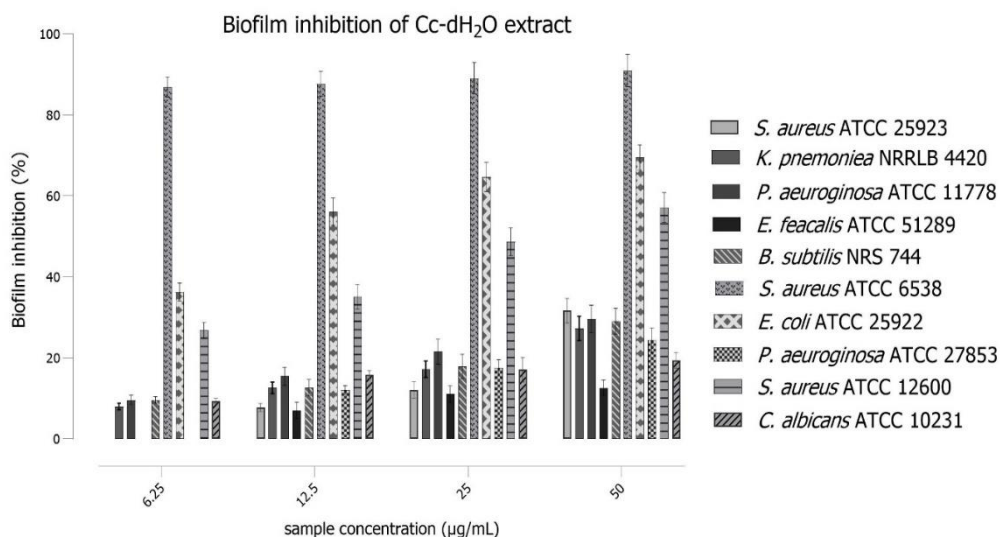 Biofilm inhibition of Cc-dH₂O extract
Biofilm inhibition (%)
100
80
60
40
20
0
6.25
12.5
25
50
sample concentration (µg/mL)
S. aureus ATCC 25923
K. pnemoniea NRRLB 4420
P. aeuroginosa ATCC 11778
E. feacalis ATCC 51289
B. subtilis NRS 744
S. aureus ATCC 6538
E. coli ATCC 25922
P. aeuroginosa ATCC 27853
S. aureus ATCC 12600
C. albicans ATCC 10231